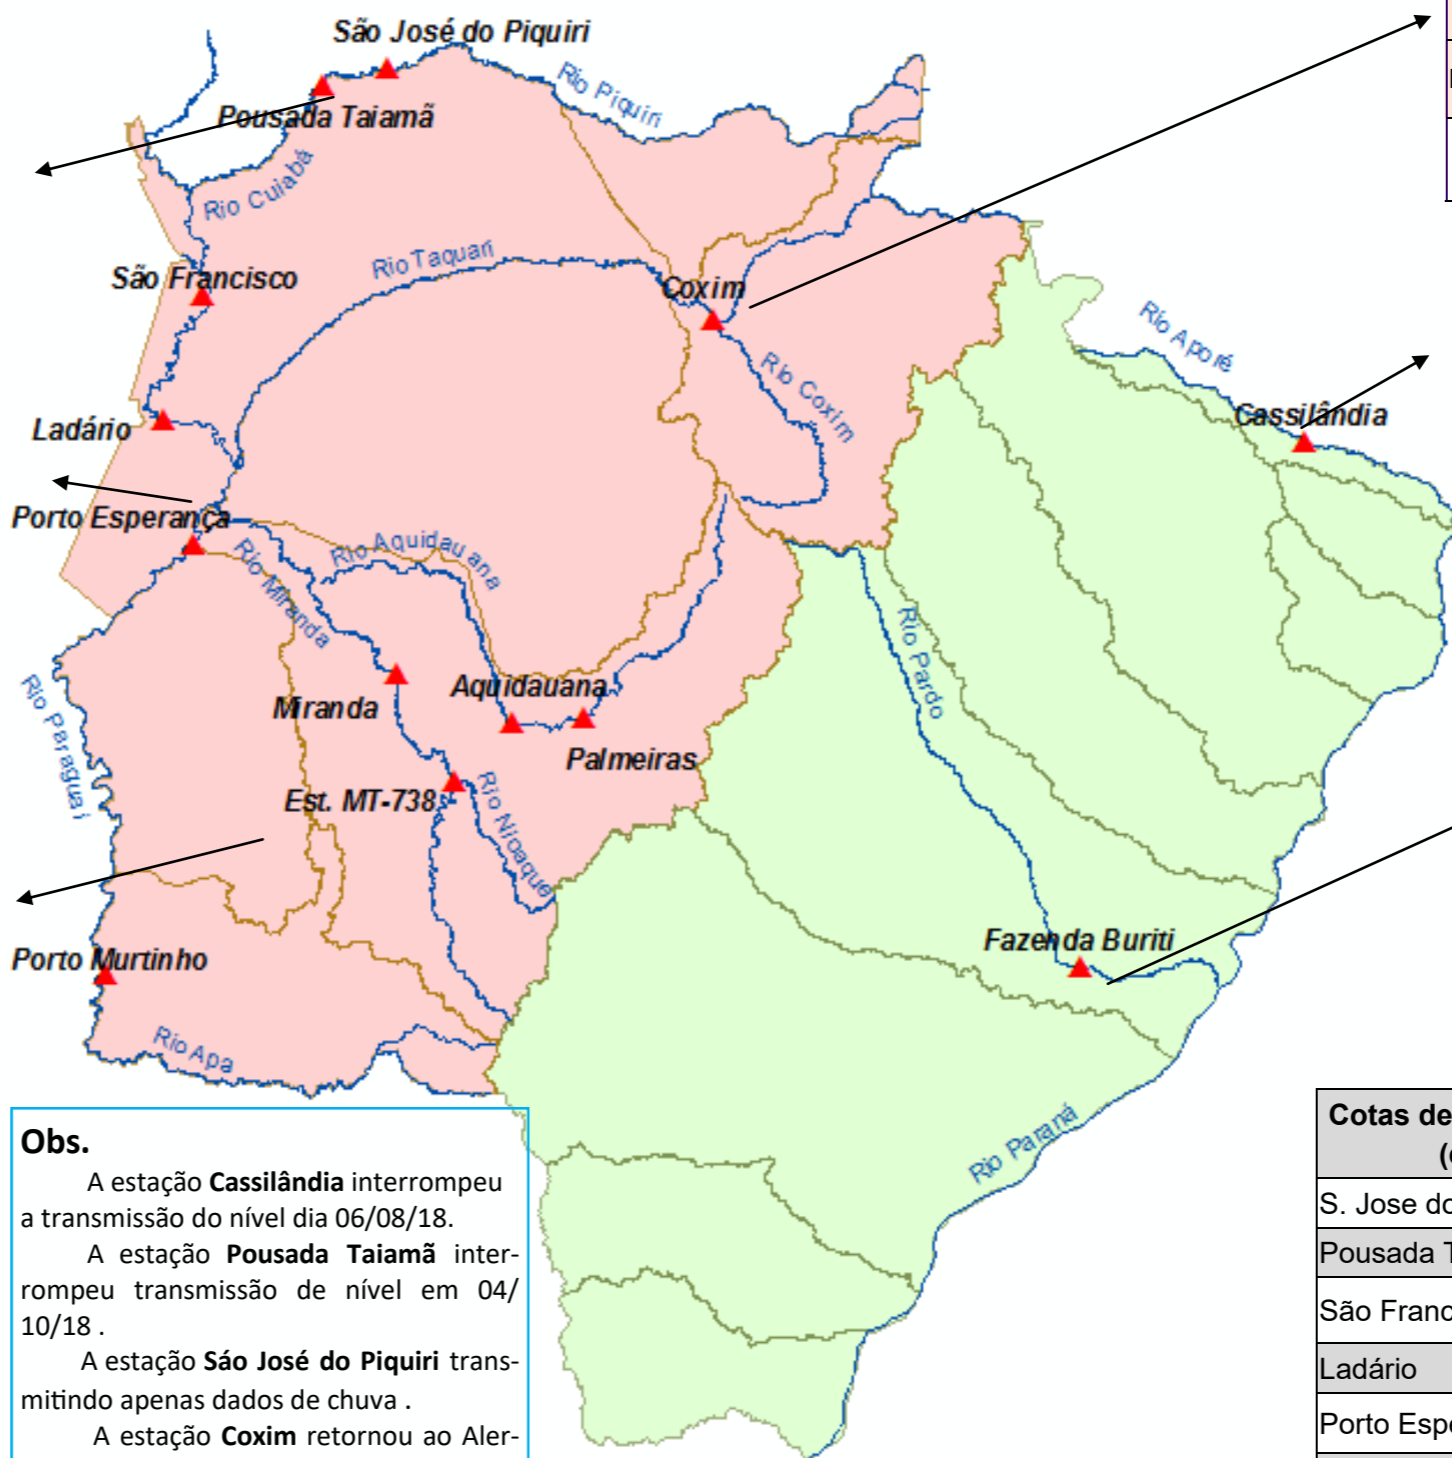 São José do Piquiri
Rio Piquiri
Pousada Taiamã
Rio Cuiabá
Rio Taquari
São Francisco
Coxim
Rio Aporé
Rio Coxim
Cassilândia
Ladário
Porto Esperança
Rio Aquidauana
Rio Miranda
Rio Pardo
Aquidauana
Miranda
Rio Paraguai
Palmeiras
Est. MT-738
Rio Nioaque
Fazenda Buriti
Porto Murtinho
Rio Apa
Rio Paraná
Obs.
A estação Cassilândia interrompeu
a transmissão do nível dia 06/08/18.
A estação Pousada Taiamã inter-
rompeu transmissão de nível em 04/
10/18 .
A estação Sáo José do Piquiri trans-
mitindo apenas dados de chuva .
A estação Coxim retornou ao Aler-
Cotas de
S. Jose do
Pousada T
São Franc
Ladário
Porto Espe